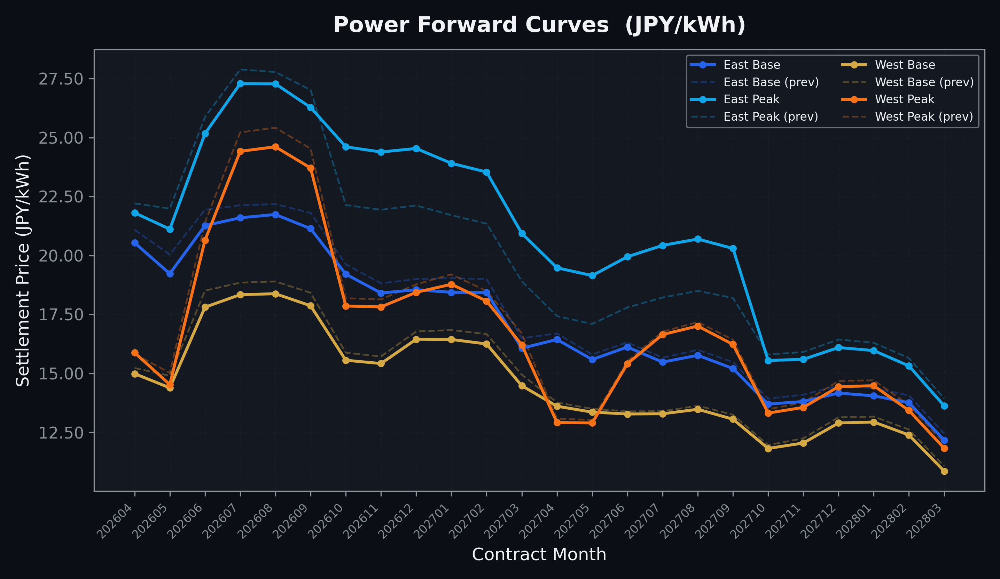 Power Forward Curves (JPY/kWh)
East Base
East Base (prev)
East Peak
East Peak (prev)
West Base
West Base (prev)
West Peak
West Peak (prev)
Settlement Price (JPY/kWh)
27.50
25.00
22.50
20.00
17.50
15.00
12.50
202604
202605
202606
202607
202608
202609
202610
202611
202612
202701
202702
202703
202704
202705
202706
202707
202708
202709
202710
202711
202712
202801
202802
202803
Contract Month